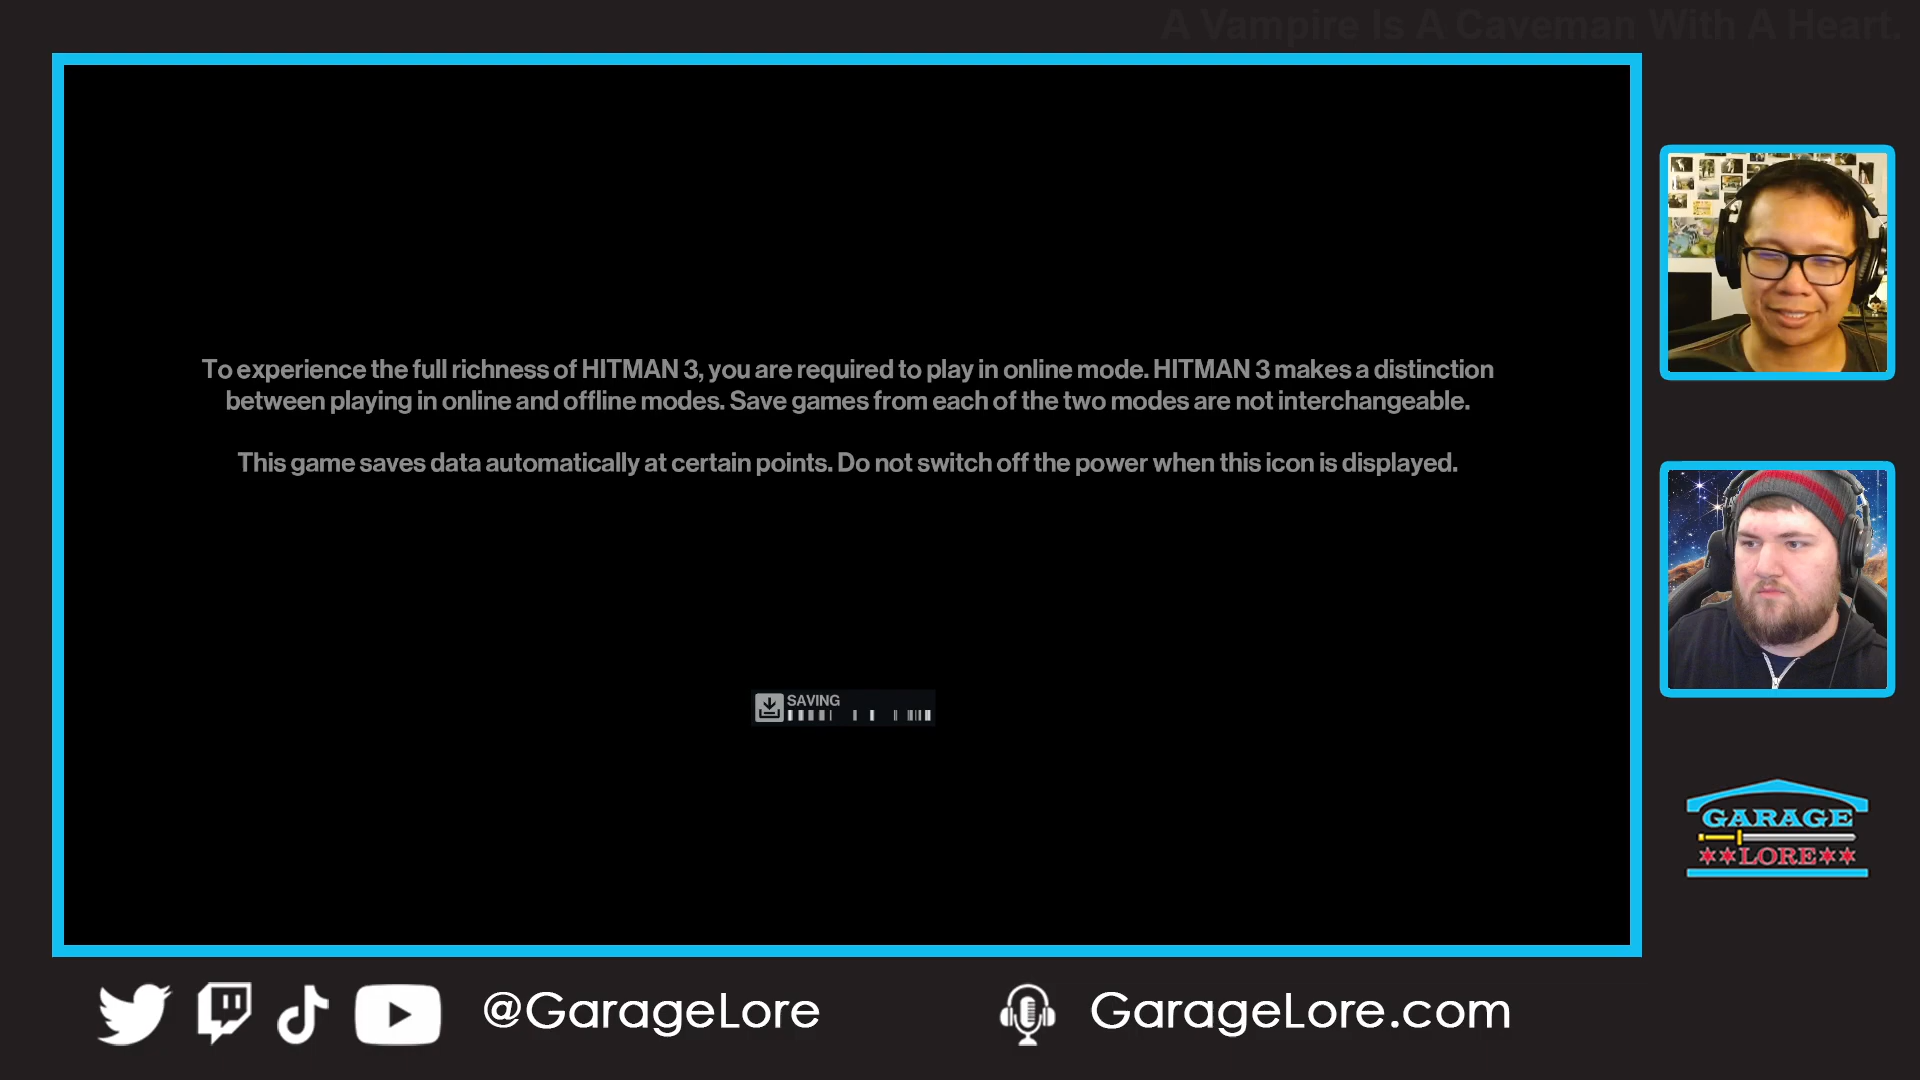 A Vampire Is A Caveman With A Heart.
To experience the full richness of HITMAN 3, you are required to play in online mode. HITMAN 3 makes a distinction
between playing in online and offline modes. Save games from each of the two modes are not interchangeable.
This game saves data automatically at certain points. Do not switch off the power when this icon is displayed.
SAVING
GARAGE
LORE
@GarageLore
GarageLore.com